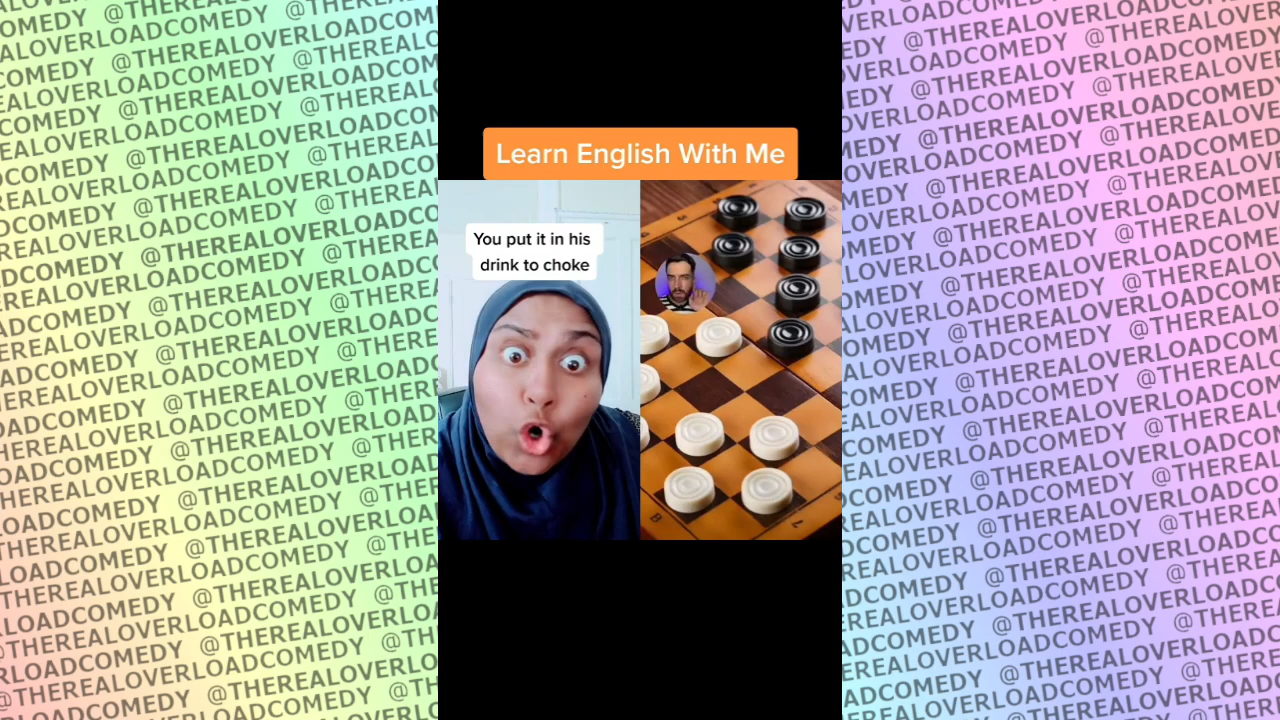 Learn English With Me
You put it in his
drink to choke
@THEREALOVERLOADCOMEDY